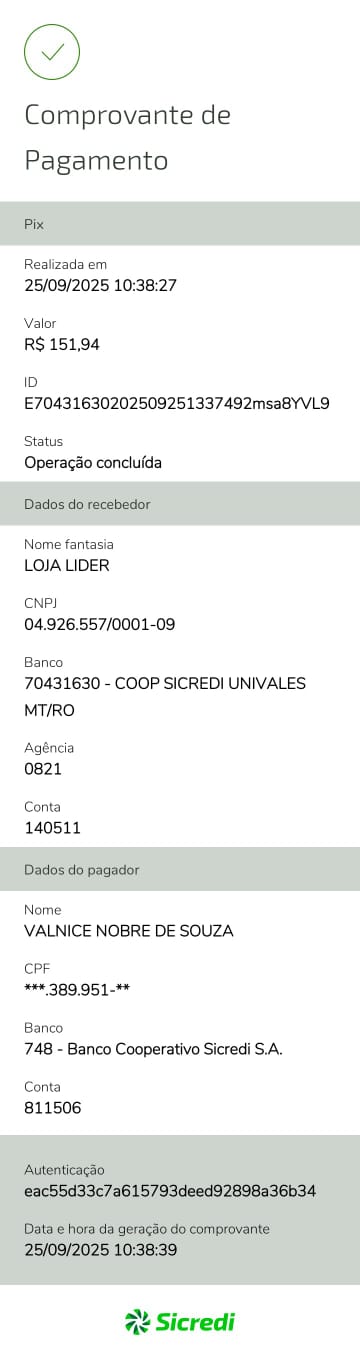 Comprovante de
Pagamento
Pix
Realizada em
25/09/2025 10:38:27
Valor
R$ 151,94
ID
E70431630202509251337492msa8YVL9
Status
Operação concluída
Dados do recebedor
Nome fantasia
LOJA LIDER
CNPJ
04.926.557/0001-09
Banco
70431630 - COOP SICREDI UNIVALES
MT/RO
Agência
0821
Conta
140511
Dados do pagador
Nome
VALNICE NOBRE DE SOUZA
CPF
***.389.951-**
Banco
748 - Banco Cooperativo Sicredi S.A.
Conta
811506
Autenticação
eac55d33c7a615793deed92898a36b34
Data e hora da geração do comprovante
25/09/2025 10:38:39
Sicredi